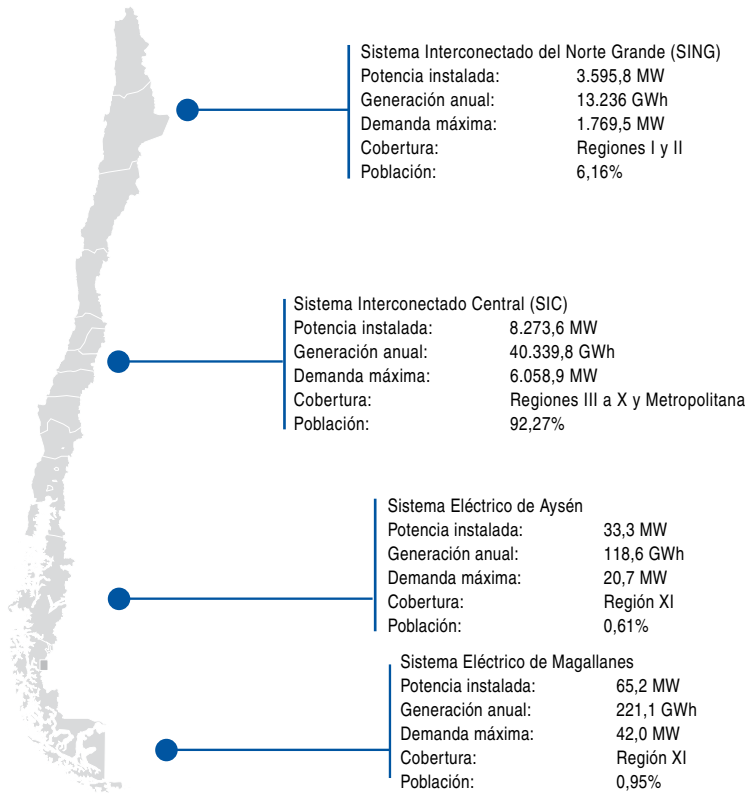 Sistema Interconectado del Norte Grande (SING)
Potencia instalada: 3.595,8 MW
Generación anual: 13.236 GWh
Demanda máxima: 1.769,5 MW
Cobertura: Regiones I y II
Población: 6,16%
Sistema Interconectado Central (SIC)
Potencia instalada: 8.273,6 MW
Generación anual: 40.339,8 GWh
Demanda máxima: 6.058,9 MW
Cobertura: Regiones III a X y Metropolitana
Población: 92,27%
Sistema Eléctrico de Aysén
Potencia instalada: 33,3 MW
Generación anual: 118,6 GWh
Demanda máxima: 20,7 MW
Cobertura: Región XI
Población: 0,61%
Sistema Eléctrico de Magallanes
Potencia instalada: 65,2 MW
Generación anual: 221,1 GWh
Demanda máxima: 42,0 MW
Cobertura: Región XI
Población: 0,95%